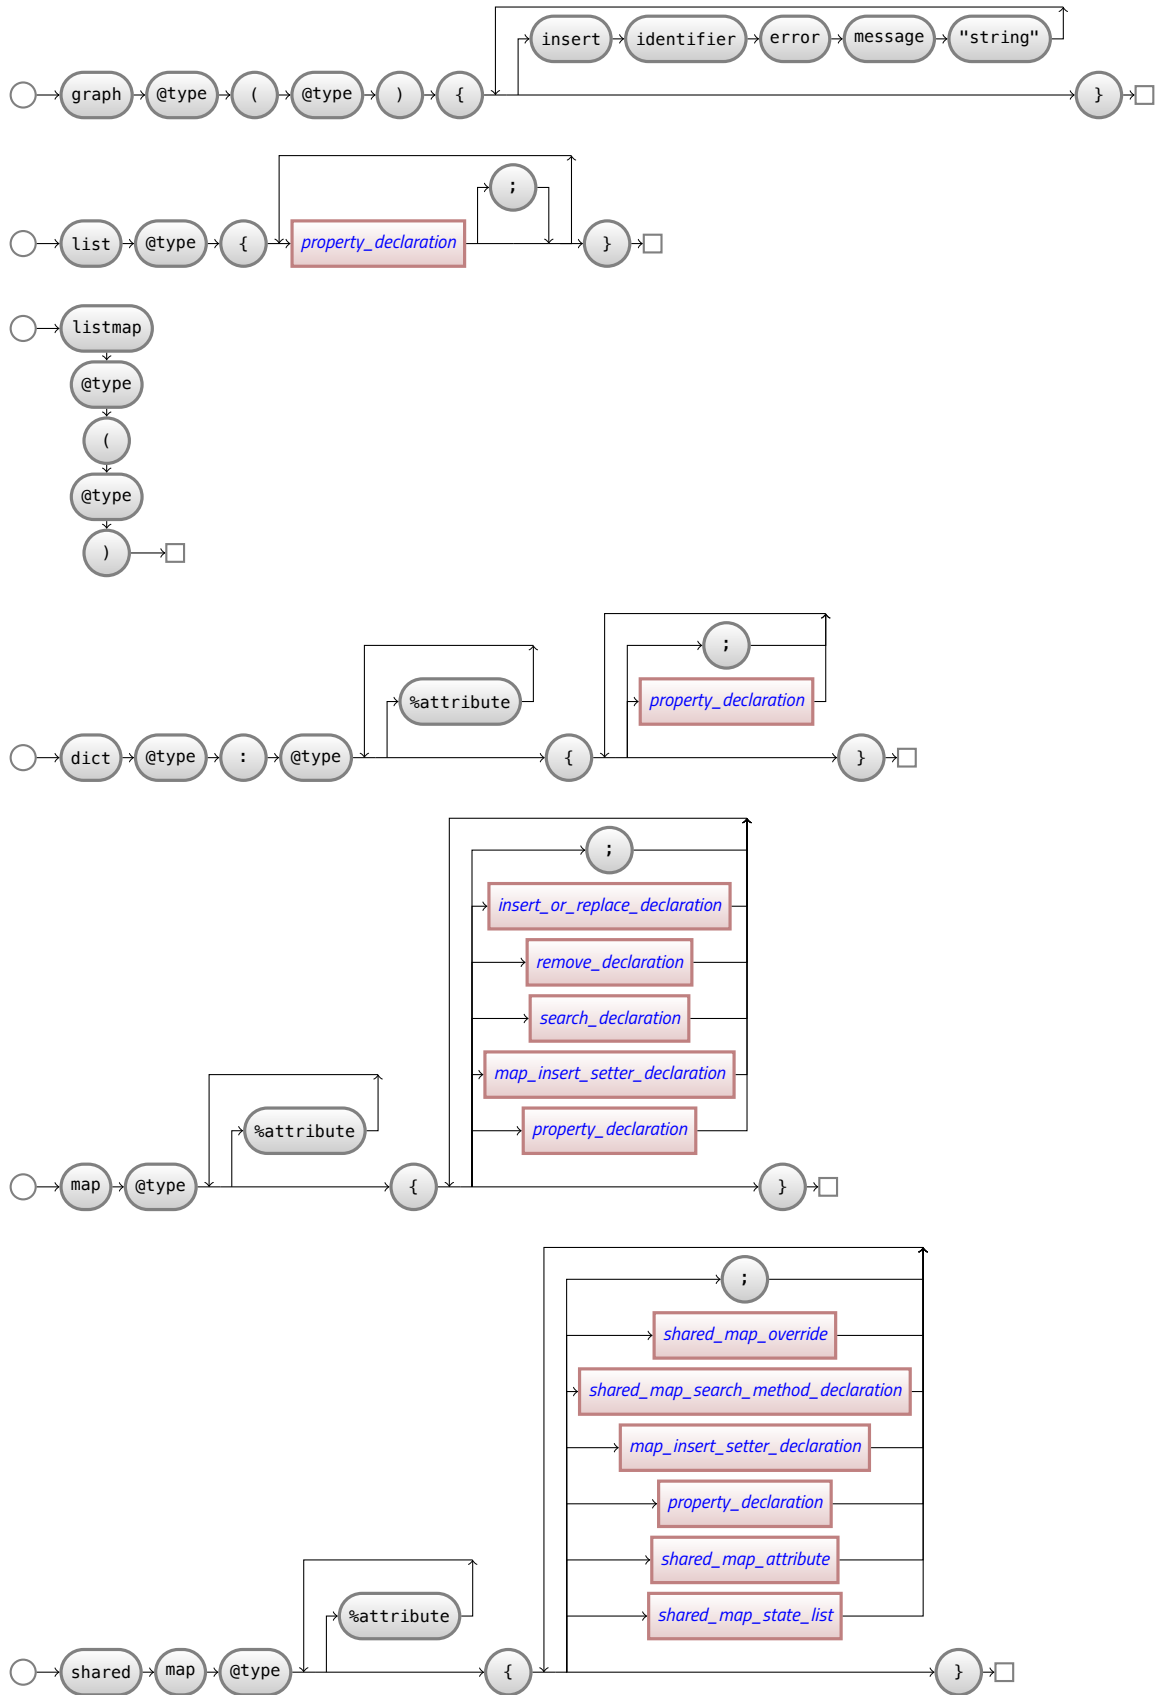 insert identifier error message "string"
graph @type ( @type ) { }
;
list @type { property_declaration }
listmap
@type
(
@type
)
;
%attribute property_declaration
dict @type : @type { }
;
insert_or_replace_declaration
remove_declaration
search_declaration
map_insert_setter_declaration
%attribute property_declaration
map @type { }
;
shared_map_override
shared_map_search_method_declaration
map_insert_setter_declaration
property_declaration
shared_map_attribute
%attribute shared_map_state_list
shared map @type { }